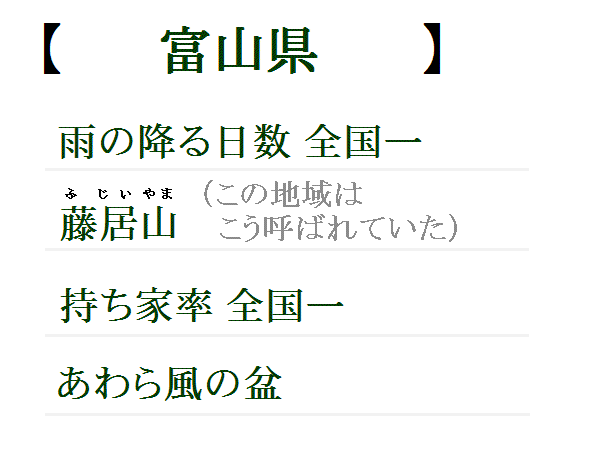 【 富山県 】
雨の降る日数 全国一
ふ じ い やま
藤居山 (この地域は
こう呼ばれていた)
持ち家率 全国一
あわら風の盆